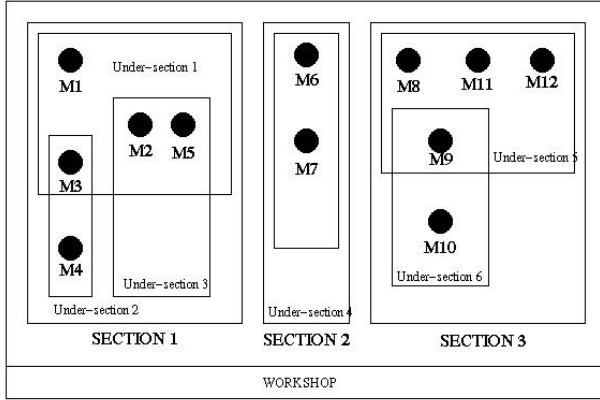 M1
Under-section 1
M2
M5
M3
M4
Under-section 3
Under-section 2
SECTION 1
M6
M7
Under-section 4
SECTION 2
M8
M11
M12
M9
Under-section 5
M10
Under-section 6
SECTION 3
WORKSHOP